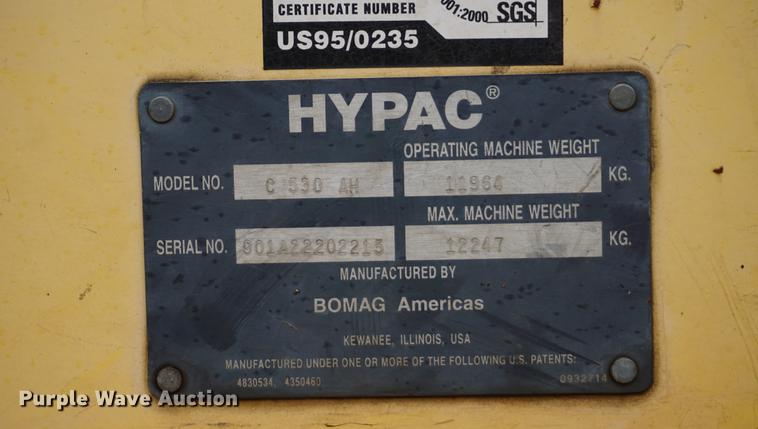 CERTIFICATE NUMBER
001:2000 SGS
US95/0235
HYPAC®
OPERATING MACHINE WEIGHT
MODEL NO. C 530 AH 11964 KG.
MAX. MACHINE WEIGHT
SERIAL NO. 901A22202215 12247 KG.
MANUFACTURED BY
BOMAG Americas
KEWANEE, ILLINOIS, USA
MANUFACTURED UNDER ONE OR MORE OF THE FOLLOWING U.S. PATENTS:
4830534, 4350460 0932714
Purple Wave Auction